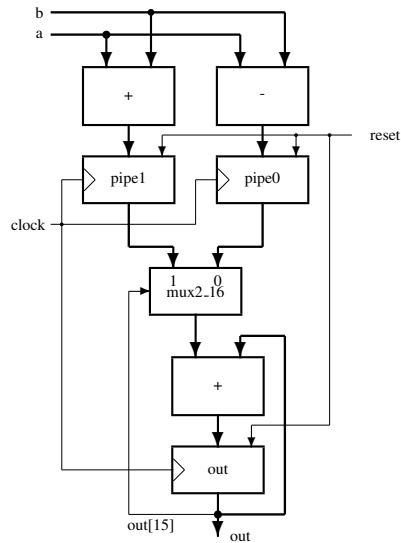 b
a
+ -
reset
pipe1 pipe0
clock
1 0
mux2_16
+
out
out[15]
out